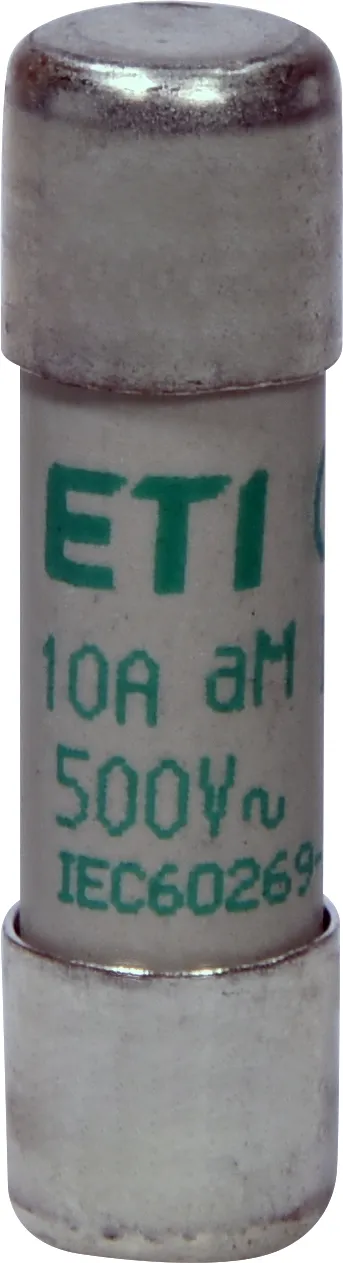 ETI
10A aM
500V~
IEC60269-